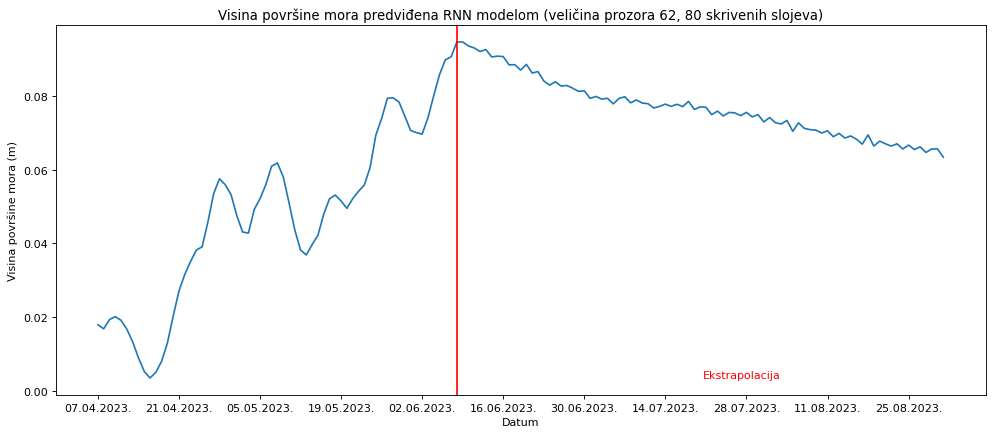 Visina površine mora predviđena RNN modelom (veličina prozora 62, 80 skrivenih slojeva)
Visina površine mora (m)
0.08
0.06
0.04
0.02
0.00
Ekstrapolacija
07.04.2023. 21.04.2023. 05.05.2023. 19.05.2023. 02.06.2023. 16.06.2023. 30.06.2023. 14.07.2023. 28.07.2023. 11.08.2023. 25.08.2023.
Datum